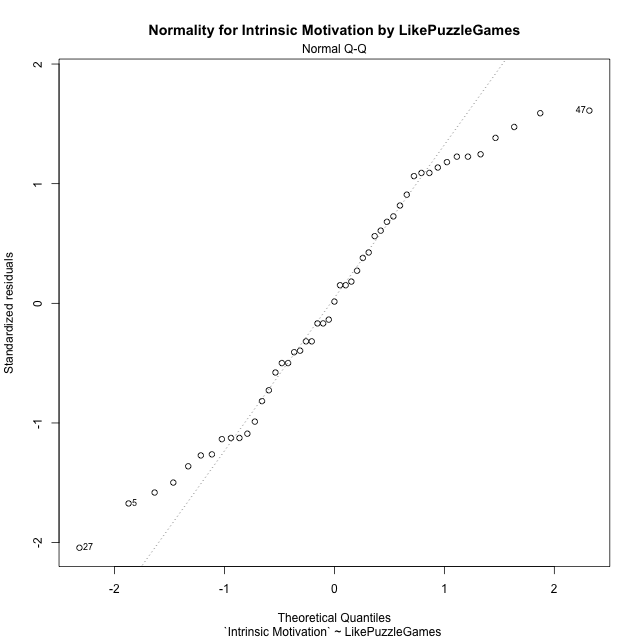 Normality for Intrinsic Motivation by LikePuzzleGames
Normal Q-Q
2
1
0
-1
-2
Standardized residuals
47
5
27
-2
-1
0
1
2
Theoretical Quantiles
`Intrinsic Motivation` ~ LikePuzzleGames